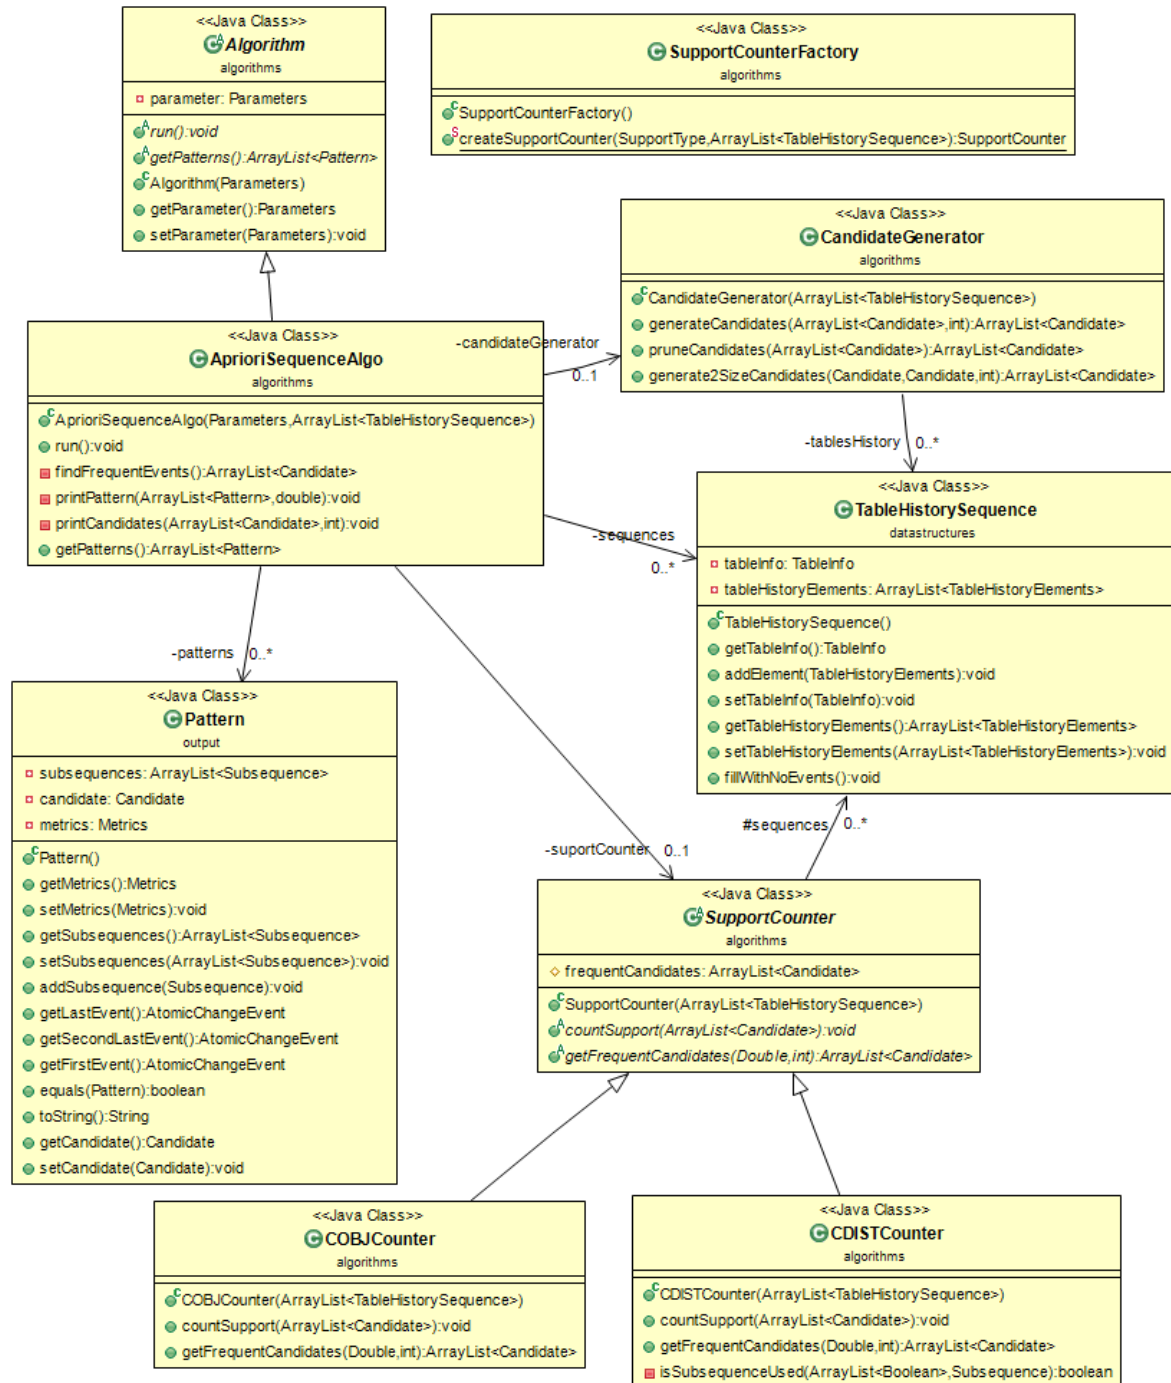 <<Java Class>>
Algorithm
algorithms
parameter: Parameters
run():void
getPatterns():ArrayList<Pattern>
Algorithm(Parameters)
getParameter():Parameters
setParameter(Parameters):void
<<Java Class>>
SupportCounterFactory
algorithms
SupportCounterFactory()
createSupportCounter(SupportType,ArrayList<TableHistorySequence>):SupportCounter
<<Java Class>>
CandidateGenerator
algorithms
CandidateGenerator(ArrayList<TableHistorySequence>)
generateCandidates(ArrayList<Candidate>,int):ArrayList<Candidate>
pruneCandidates(ArrayList<Candidate>):ArrayList<Candidate>
generate2SizeCandidates(Candidate,Candidate,int):ArrayList<Candidate>
<<Java Class>>
AprioriSequenceAlgo
algorithms
AprioriSequenceAlgo(Parameters,ArrayList<TableHistorySequence>)
run():void
findFrequentEvents():ArrayList<Candidate>
printPattern(ArrayList<Pattern>,double):void
printCandidates(ArrayList<Candidate>,int):void
getPatterns():ArrayList<Pattern>
-candidateGenerator
0..1
-tablesHistory
0..*
-sequences
0..*
<<Java Class>>
TableHistorySequence
datastructures
tableInfo: TableInfo
tableHistoryElements: ArrayList<TableHistoryElements>
TableHistorySequence()
getTableInfo():TableInfo
addElement(TableHistoryElements):void
setTableInfo(TableInfo):void
getTableHistoryElements():ArrayList<TableHistoryElements>
setTableHistoryElements(ArrayList<TableHistoryElements>):void
fillWithNoEvents():void
-patterns
0..*
<<Java Class>>
Pattern
output
subsequences: ArrayList<Subsequence>
candidate: Candidate
metrics: Metrics
Pattern()
getMetrics():Metrics
setMetrics(Metrics):void
getSubsequences():ArrayList<Subsequence>
setSubsequences(ArrayList<Subsequence>):void
addSubsequence(Subsequence):void
getLastEvent():AtomicChangeEvent
getSecondLastEvent():AtomicChangeEvent
getFirstEvent():AtomicChangeEvent
equals(Pattern):boolean
toString():String
getCandidate():Candidate
setCandidate(Candidate):void
#sequences
0..*
-suportCounter
0..1
<<Java Class>>
SupportCounter
algorithms
frequentCandidates: ArrayList<Candidate>
SupportCounter(ArrayList<TableHistorySequence>)
countSupport(ArrayList<Candidate>):void
getFrequentCandidates(Double,int):ArrayList<Candidate>
<<Java Class>>
COBJCounter
algorithms
COBJCounter(ArrayList<TableHistorySequence>)
countSupport(ArrayList<Candidate>):void
getFrequentCandidates(Double,int):ArrayList<Candidate>
<<Java Class>>
CDISTCounter
algorithms
CDISTCounter(ArrayList<TableHistorySequence>)
countSupport(ArrayList<Candidate>):void
getFrequentCandidates(Double,int):ArrayList<Candidate>
isSubsequenceUsed(ArrayList<Boolean>,Subsequence):boolean